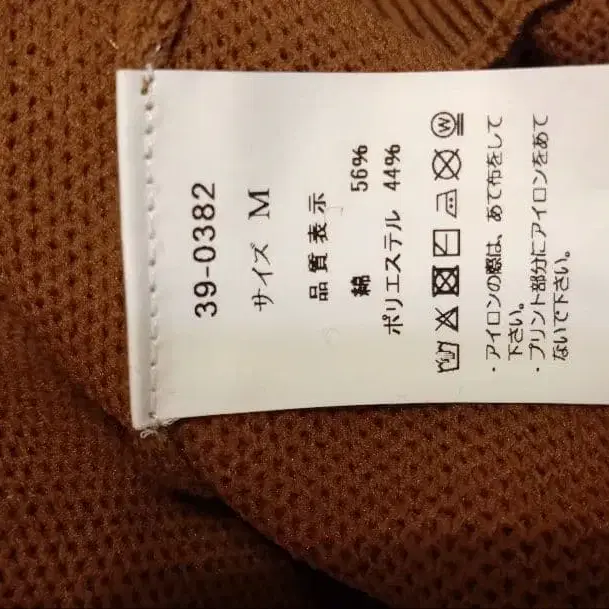 39-0382
サイズ M
品質表示
綿 56%
ポリエステル 44%
・アイロンの際は、あて布をして
下さい。
・プリント部分にアイロンをあて
ないで下さい。